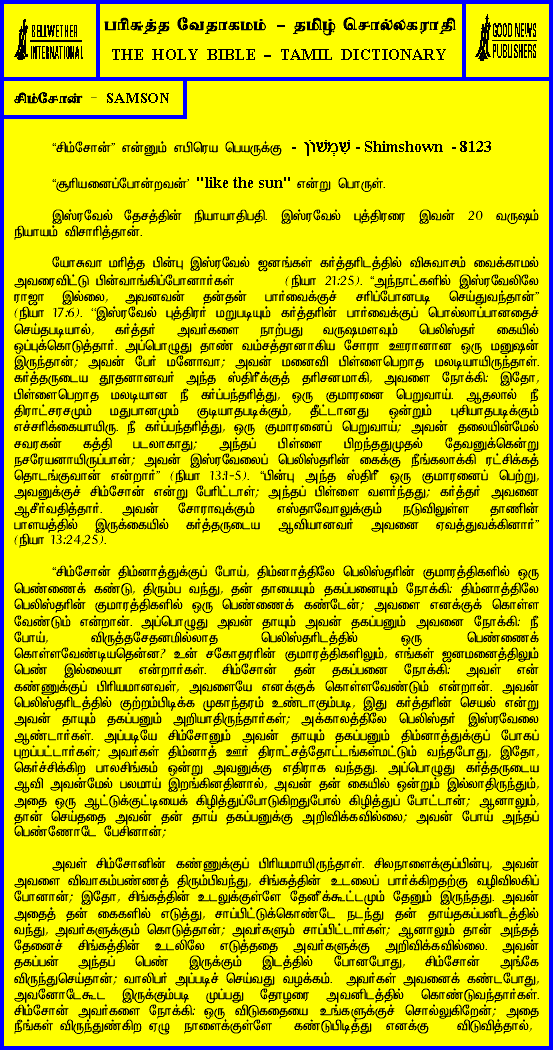 BELLWETHER
INTERNATIONAL
பரிசுத்த வேதாகமம் – தமிழ் சொல்லகராதி
THE HOLY BIBLE – TAMIL DICTIONARY
GOOD NEWS
PUBLISHERS
சிம்சோன் – SAMSON
“சிம்சோன்” என்னும் எபிரெய பெயருக்கு - שִׁמְשׁוֹן - Shimshown - 8123
“சூரியனைப்போன்றவன்’ "like the sun" என்று பொருள்.
இஸ்ரவேல் தேசத்தின் நியாயாதிபதி. இஸ்ரவேல் புத்திரரை இவன் 20 வருஷம்
நியாயம் விசாரித்தான்.
யோசுவா மரித்த பின்பு இஸ்ரவேல் ஜனங்கள் கர்த்தரிடத்தில் விசுவாசம் வைக்காமல்
அவரைவிட்டு பின்வாங்கிப்போனார்கள் (நியா 21:25). “அந்நாட்களில் இஸ்ரவேலிலே
ராஜா இல்லை, அவனவன் தன்தன் பார்வைக்குச் சரிப்போனபடி செய்துவந்தான்”
(நியா 17:6). “இஸ்ரவேல் புத்திரர் மறுபடியும் கர்த்தரின் பார்வைக்குப் பொல்லாப்பானதைச்
செய்தபடியால், கர்த்தர் அவர்களை நாற்பது வருஷமளவும் பெலிஸ்தர் கையில்
ஒப்புக்கொடுத்தார். அப்பொழுது தாண் வம்சத்தானாகிய சோரா ஊரானான ஒரு மனுஷன்
இருந்தான்; அவன் பேர் மனோவா; அவன் மனைவி பிள்ளைபெறாத மலடியாயிருந்தாள்.
கர்த்தருடைய தூதனானவர் அந்த ஸ்திரீக்குத் தரிசனமாகி, அவளை நோக்கி: இதோ,
பிள்ளைபெறாத மலடியான நீ கர்ப்பந்தரித்து, ஒரு குமாரனை பெறுவாய். ஆதலால் நீ
திராட்சரசமும் மதுபானமும் குடியாதபடிக்கும், தீட்டானது ஒன்றும் புசியாதபடிக்கும்
எச்சரிக்கையாயிரு. நீ கர்ப்பந்தரித்து, ஒரு குமாரனைப் பெறுவாய்; அவன் தலையின்மேல்
சவரகன் கத்தி படலாகாது; அந்தப் பிள்ளை பிறந்ததுமுதல் தேவனுக்கென்று
நசரேயனாயிருப்பான்; அவன் இஸ்ரவேலைப் பெலிஸ்தரின் கைக்கு நீங்கலாக்கி ரட்சிக்கத்
தொடங்குவான் என்றார்” (நியா 13:1-5). “பின்பு அந்த ஸ்திரீ ஒரு குமாரனைப் பெற்று,
அவனுக்குச் சிம்சோன் என்று பேரிட்டாள்; அந்தப் பிள்ளை வளர்ந்தது; கர்த்தர் அவனை
ஆசீர்வதித்தார். அவன் சோராவுக்கும் எஸ்தாவோலுக்கும் நடுவிலுள்ள தாணின்
பாளயத்தில் இருக்கையில் கர்த்தருடைய ஆவியானவர் அவனை ஏவத்துவக்கினார்”
(நியா 13:24,25).
“சிம்சோன் திம்னாத்துக்குப் போய், திம்னாத்திலே பெலிஸ்தரின் குமாரத்திகளில் ஒரு
பெண்ணைக் கண்டு, திரும்ப வந்து, தன் தாயையும் தகப்பனையும் நோக்கி: திம்னாத்திலே
பெலிஸ்தரின் குமாரத்திகளில் ஒரு பெண்ணைக் கண்டேன்; அவளை எனக்குக் கொள்ள
வேண்டும் என்றான். அப்பொழுது அவன் தாயும் அவன் தகப்பனும் அவனை நோக்கி: நீ
போய், விருத்தசேதனமில்லாத பெலிஸ்தரிடத்தில் ஒரு பெண்ணைக்
கொள்ளவேண்டியதென்ன? உன் சகோதரரின் குமாரத்திகளிலும், எங்கள் ஜனமனைத்திலும்
பெண் இல்லையா என்றார்கள். சிம்சோன் தன் தகப்பனை நோக்கி: அவள் என்
கண்ணுக்குப் பிரியமானவள், அவளையே எனக்குக் கொள்ளவேண்டும் என்றான். அவன்
பெலிஸ்தரிடத்தில் குற்றம்பிடிக்க முகாந்தரம் உண்டாகும்படி, இது கர்த்தரின் செயல் என்று
அவன் தாயும் தகப்பனும் அறியாதிருந்தார்கள்; அக்காலத்திலே பெலிஸ்தர் இஸ்ரவேலை
ஆண்டார்கள். அப்படியே சிம்சோனும் அவன் தாயும் தகப்பனும் திம்னாத்துக்குப் போகப்
புறப்பட்டார்கள்; அவர்கள் திம்னாத் ஊர் திராட்சத்தோட்டங்கள்மட்டும் வந்தபோது, இதோ,
கெர்ச்சிக்கிற பாலசிங்கம் ஒன்று அவனுக்கு எதிராக வந்தது. அப்பொழுது கர்த்தருடைய
ஆவி அவன்மேல் பலமாய் இறங்கினதினால், அவன் தன் கையில் ஒன்றும் இல்லாதிருந்தும்,
அதை ஒரு ஆட்டுக்குட்டியைக் கிழித்துப்போடுகிறதுபோல் கிழித்துப் போட்டான்; ஆனாலும்,
தான் செய்ததை அவன் தன் தாய் தகப்பனுக்கு அறிவிக்கவில்லை; அவன் போய் அந்தப்
பெண்ணோடே பேசினான்;
அவள் சிம்சோனின் கண்ணுக்குப் பிரியமாயிருந்தாள். சிலநாளைக்குப்பின்பு, அவன்
அவளை விவாகம்பண்ணத் திரும்பிவந்து, சிங்கத்தின் உடலைப் பார்க்கிறதற்கு வழிவிலகிப்
போனான்; இதோ, சிங்கத்தின் உடலுக்குள்ளே தேனீக்கூட்டமும் தேனும் இருந்தது. அவன்
அதைத் தன் கைகளில் எடுத்து, சாப்பிட்டுக்கொண்டே நடந்து தன் தாய்தகப்பனிடத்தில்
வந்து, அவர்களுக்கும் கொடுத்தான்; அவர்களும் சாப்பிட்டார்கள்; ஆனாலும் தான் அந்தத்
தேனைச் சிங்கத்தின் உடலிலே எடுத்ததை அவர்களுக்கு அறிவிக்கவில்லை. அவன்
தகப்பன் அந்தப் பெண் இருக்கும் இடத்தில் போனபோது, சிம்சோன் அங்கே
விருந்துசெய்தான்; வாலிபர் அப்படிச் செய்வது வழக்கம். அவர்கள் அவனைக் கண்டபோது,
அவனோடேகூட இருக்கும்படி முப்பது தோழரை அவனிடத்தில் கொண்டுவந்தார்கள்.
சிம்சோன் அவர்களை நோக்கி: ஒரு விடுகதையை உங்களுக்குச் சொல்லுகிறேன்; அதை
நீங்கள் விருந்துண்கிற ஏழு நாளைக்குள்ளே கண்டுபிடித்து எனக்கு விடுவித்தால்,